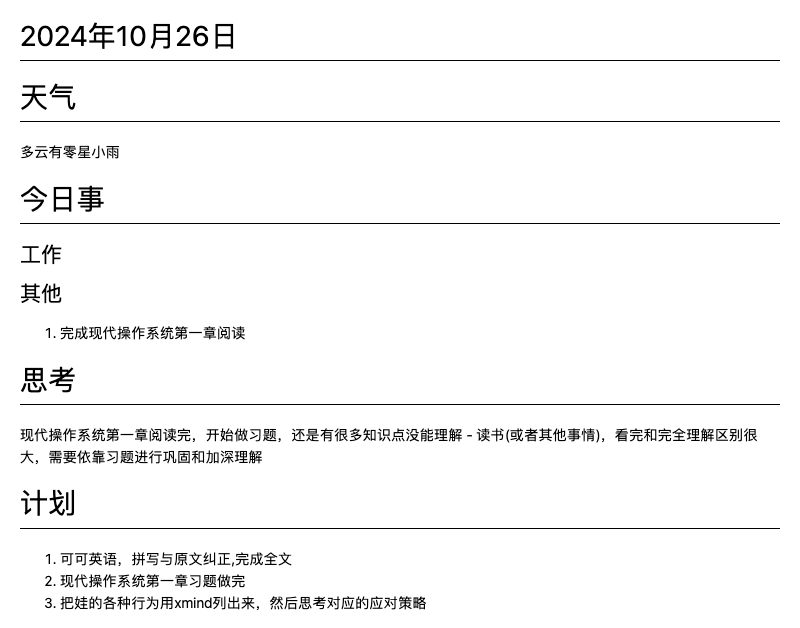 2024年10月26日
天气
多云有零星小雨
今日事
工作
其他
1. 完成现代操作系统第一章阅读
思考
现代操作系统第一章阅读完，开始做习题，还是有很多知识点没能理解 - 读书(或者其他事情)，看完和完全理解区别很
大，需要依靠习题进行巩固和加深理解
计划
1. 可可英语，拼写与原文纠正,完成全文
2. 现代操作系统第一章习题做完
3. 把娃的各种行为用xmind列出来，然后思考对应的应对策略